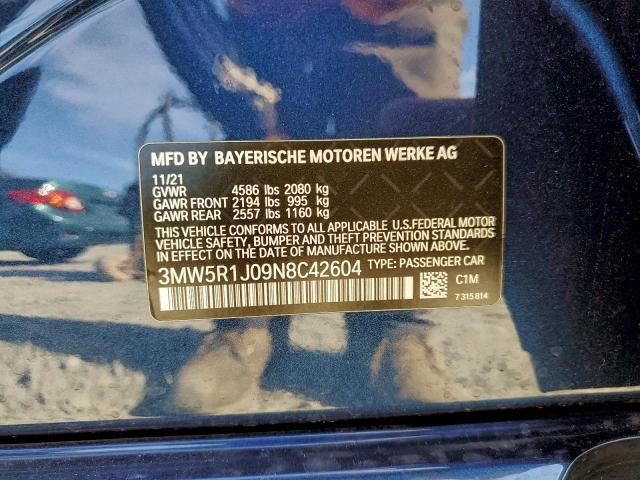 MFD BY BAYERISCHE MOTOREN WERKE AG
11/21
GVWR 4586 lbs 2080 kg
GAWR FRONT 2194 lbs 995 kg
GAWR REAR 2557 lbs 1160 kg
THIS VEHICLE CONFORMS TO ALL APPLICABLE U.S.FEDERAL MOTOR
VEHICLE SAFETY, BUMPER AND THEFT PREVENTION STANDARDS
IN EFFECT ON THE DATE OF MANUFACTURE SHOWN ABOVE.
3MW5R1J09N8C42604 TYPE: PASSENGER CAR
C1M
7 315 814